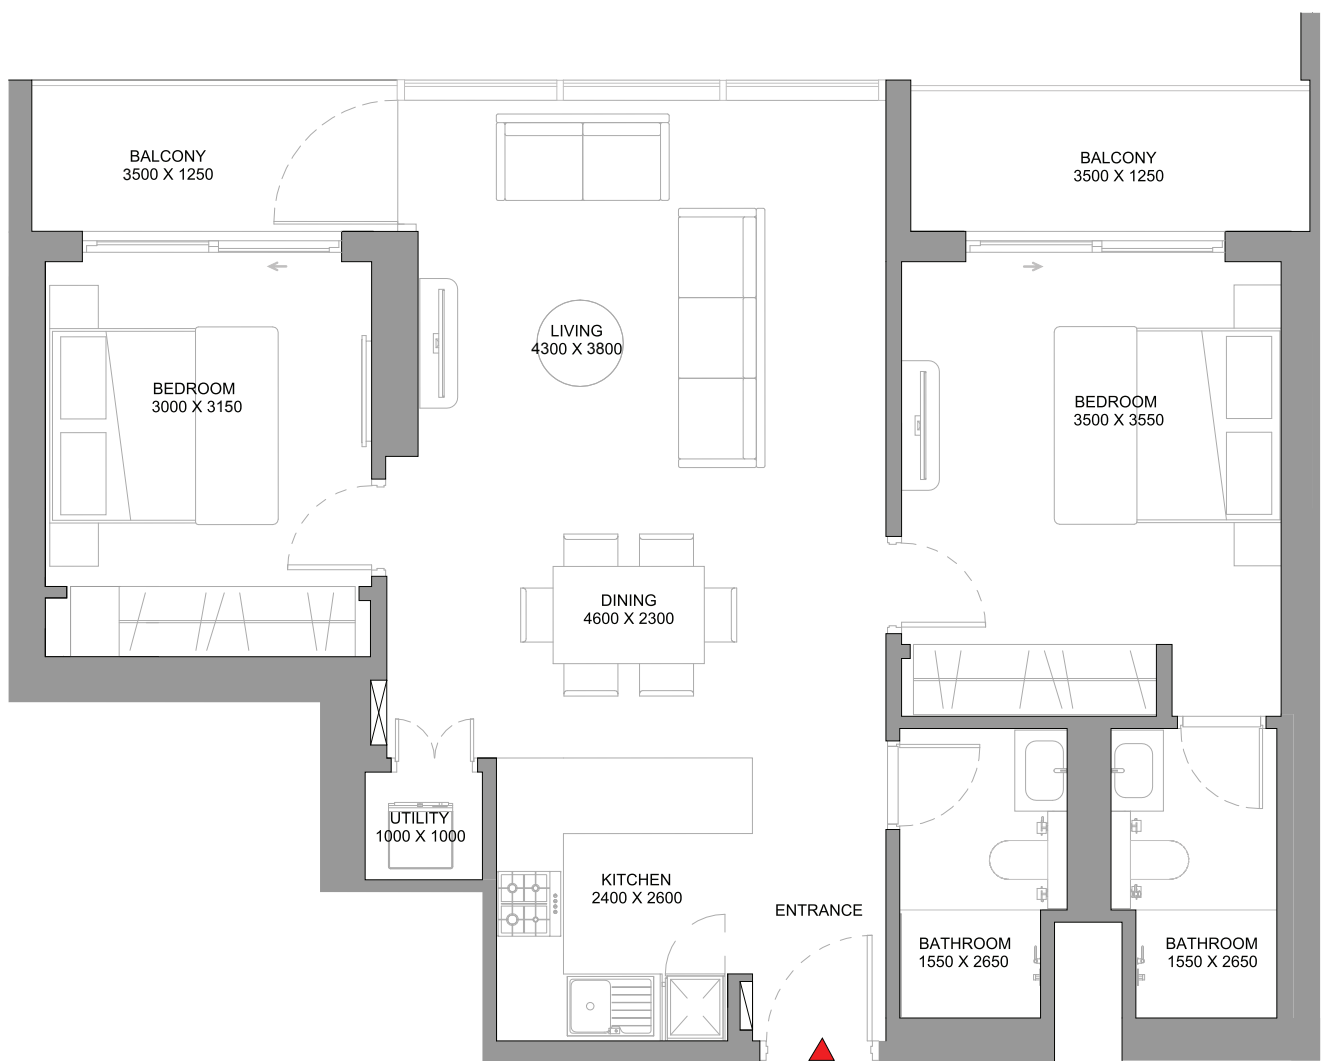 BALCONY
3500 X 1250
BALCONY
3500 X 1250
LIVING
4300 X 3800
BEDROOM
3000 X 3150
BEDROOM
3500 X 3550
DINING
4600 X 2300
UTILITY
1000 X 1000
KITCHEN
2400 X 2600
ENTRANCE
BATHROOM
1550 X 2650
BATHROOM
1550 X 2650